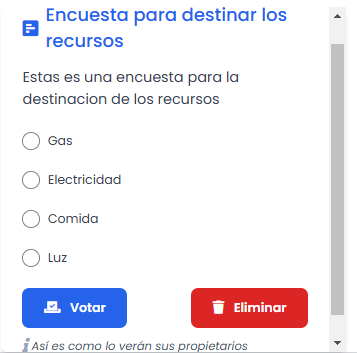 Encuesta para destinar los
recursos
Estas es una encuesta para la
destinacion de los recursos
Gas
Electricidad
Comida
Luz
Votar
Eliminar
Así es como lo verán sus propietarios